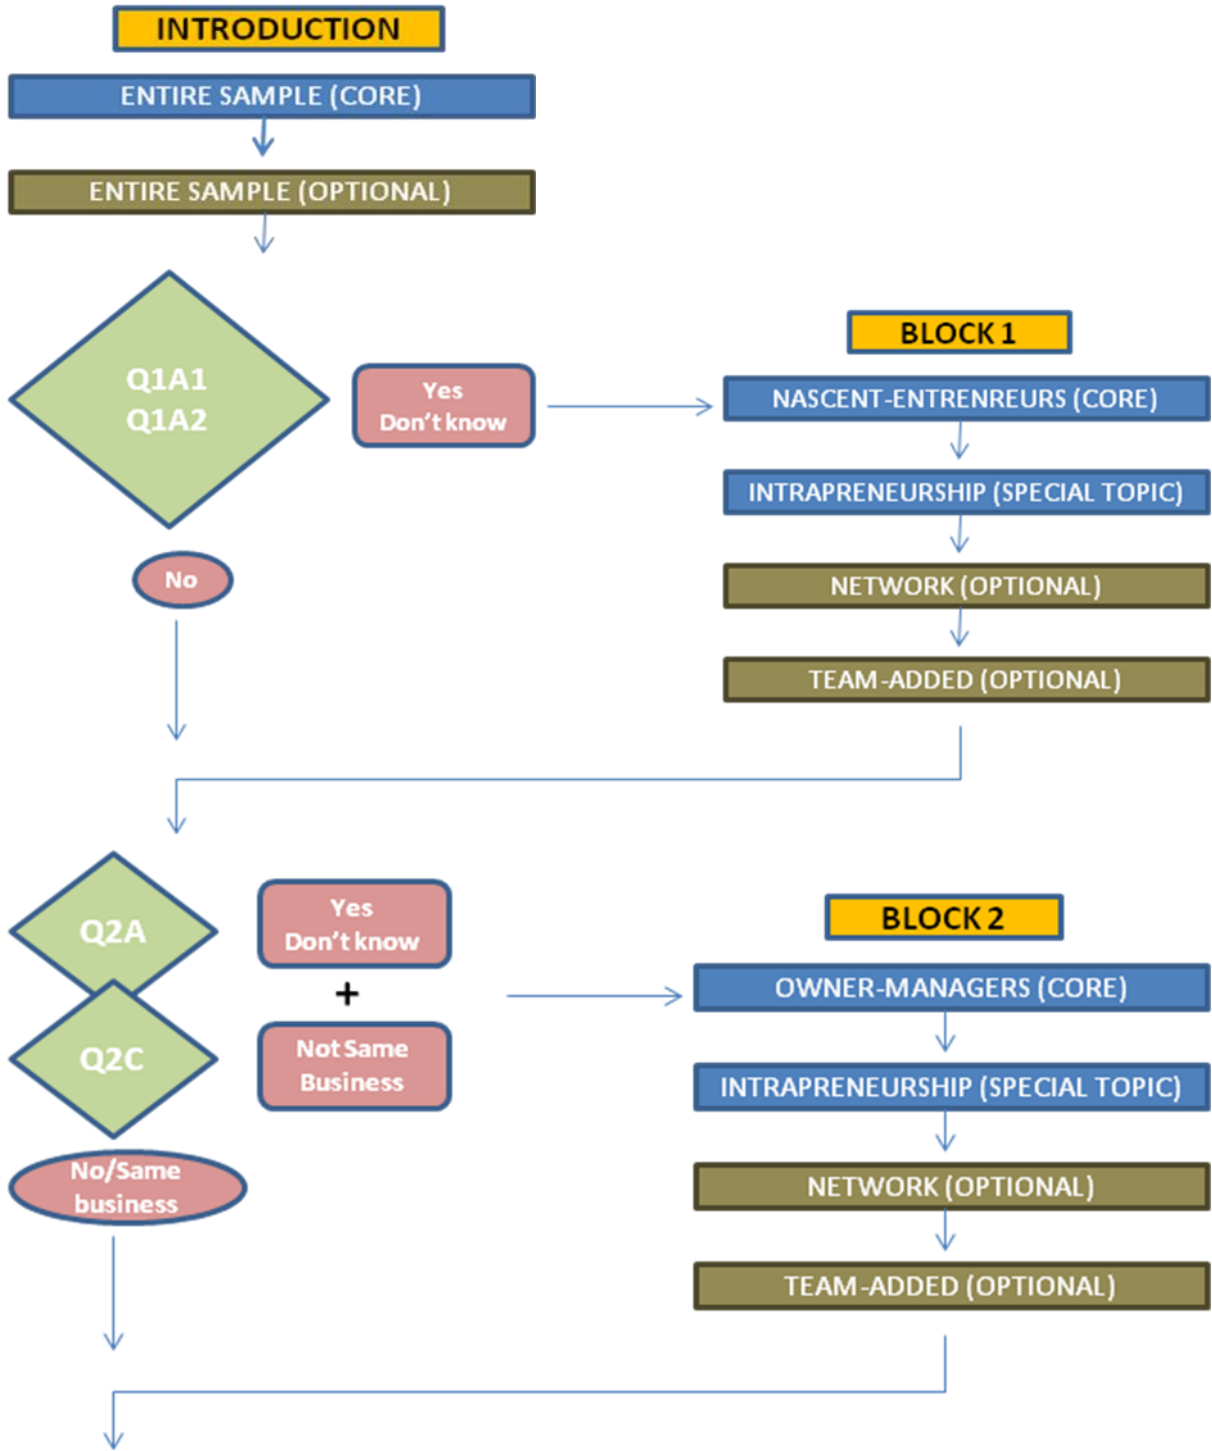 INTRODUCTION
ENTIRE SAMPLE (CORE)
ENTIRE SAMPLE (OPTIONAL)
Q1A1
Q1A2
Yes
Don't know
No
BLOCK 1
NASCENT-ENTRENREURS (CORE)
INTRAPRENEURSHIP (SPECIAL TOPIC)
NETWORK (OPTIONAL)
TEAM-ADDED (OPTIONAL)
Q2A
Q2C
Yes
Don't know
+
Not Same
Business
No/Same
business
BLOCK 2
OWNER-MANAGERS (CORE)
INTRAPRENEURSHIP (SPECIAL TOPIC)
NETWORK (OPTIONAL)
TEAM-ADDED (OPTIONAL)